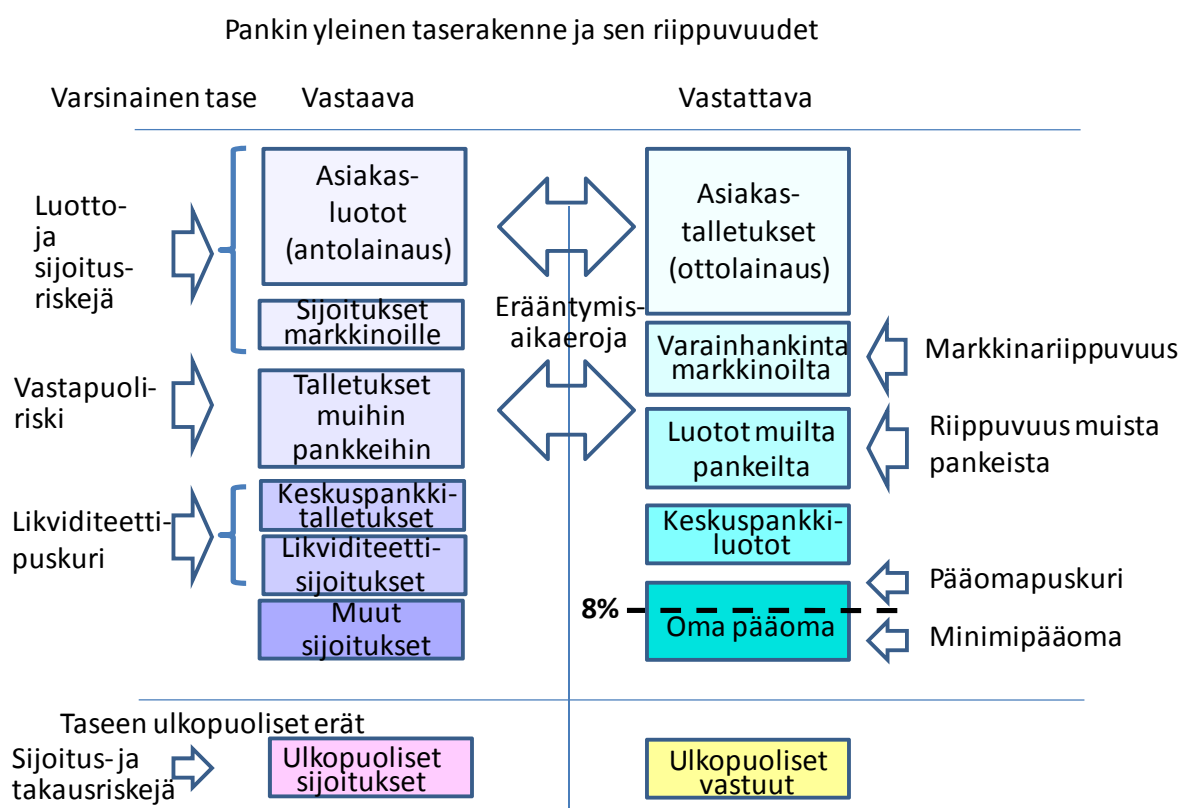 Pankin yleinen taserakenne ja sen riippuvuudet
Varsinainen tase
Vastaava
Vastattava
Luotto-
ja
sijoitus-
riskejä
Asiakas-
luotot
(antolainaus)
Asiakas-
talletukset
(ottolainaus)
Sijoitukset
markkinoille
Erääntymis-
aikaeroja
Varainhankinta
markkinoilta
Markkinariippuvuus
Vastapuoli-
riski
Talletukset
muihin
pankkeihin
Luotot muilta
pankeilta
Riippuvuus muista
pankeista
Likviditeetti-
puskuri
Keskuspankki-
talletukset
Likviditeetti-
sijoitukset
Keskuspankki-
luotot
Muut
sijoitukset
8%
Oma pääoma
Pääomapuskuri
Minimipääoma
Taseen ulkopuoliset erät
Sijoitus- ja
takausriskejä
Ulkopuoliset
sijoitukset
Ulkopuoliset
vastuut